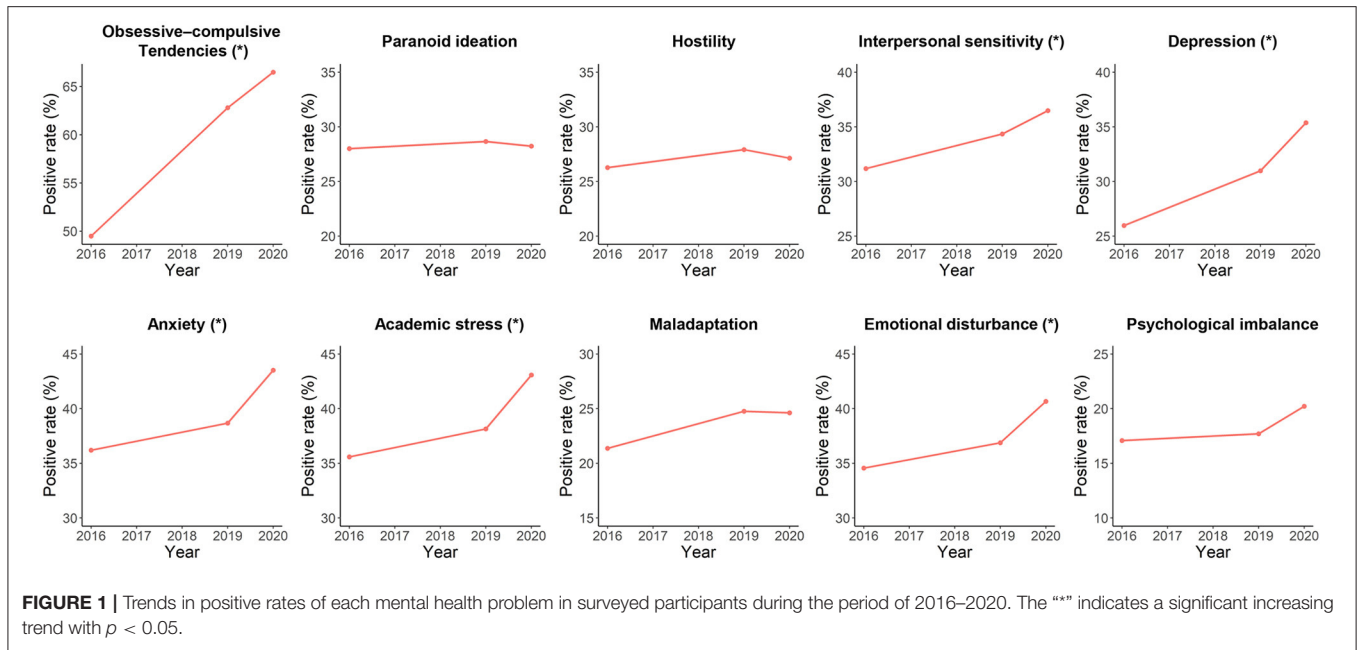 Obsessive–compulsive
Tendencies (*)
Positive rate (%)
65
60
55
50
2016 2017 2018 2019 2020
Year
Paranoid ideation
Positive rate (%)
35
30
25
20
2016 2017 2018 2019 2020
Year
Hostility
Positive rate (%)
35
30
25
20
2016 2017 2018 2019 2020
Year
Interpersonal sensitivity (*)
Positive rate (%)
40
35
30
25
2016 2017 2018 2019 2020
Year
Depression (*)
Positive rate (%)
40
35
30
25
2016 2017 2018 2019 2020
Year
Anxiety (*)
Positive rate (%)
45
40
35
30
2016 2017 2018 2019 2020
Year
Academic stress (*)
Positive rate (%)
45
40
35
30
2016 2017 2018 2019 2020
Year
Maladaptation
Positive rate (%)
30
25
20
15
2016 2017 2018 2019 2020
Year
Emotional disturbance (*)
Positive rate (%)
45
40
35
30
2016 2017 2018 2019 2020
Year
Psychological imbalance
Positive rate (%)
25
20
15
10
2016 2017 2018 2019 2020
Year
FIGURE 1 | Trends in positive rates of each mental health problem in surveyed participants during the period of 2016–2020. The “*” indicates a significant increasing
trend with p < 0.05.